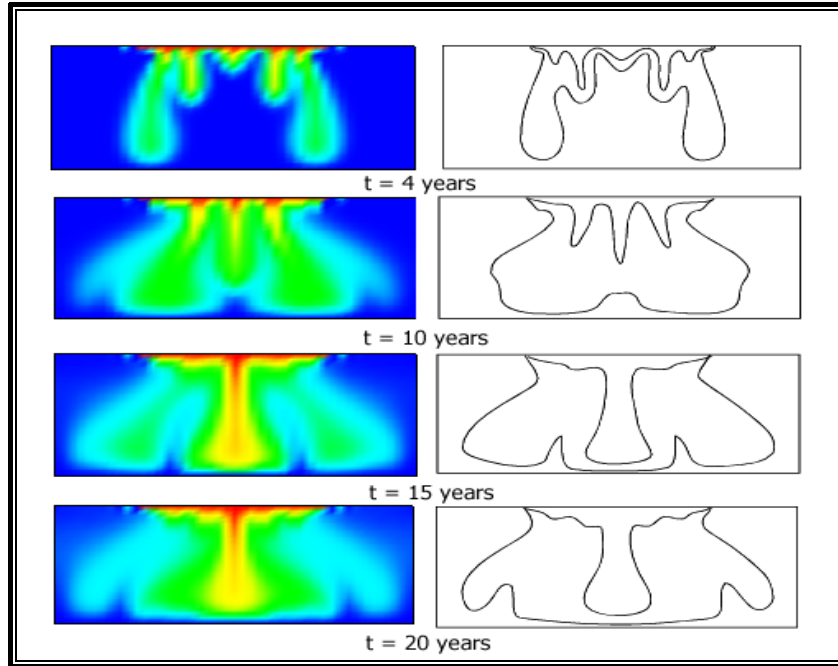 t = 4 years
t = 10 years
t = 15 years
t = 20 years